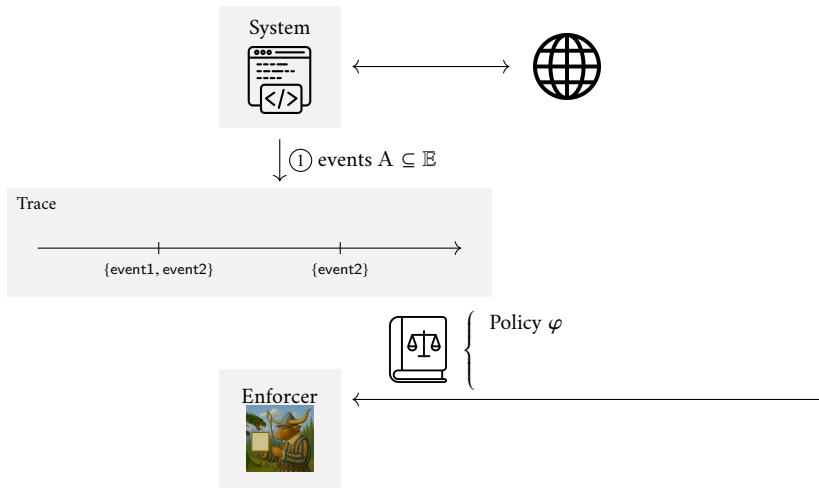 System
</>
① events A ⊆ 𝔼
Trace
{event1, event2}
{event2}
Policy φ
Enforcer